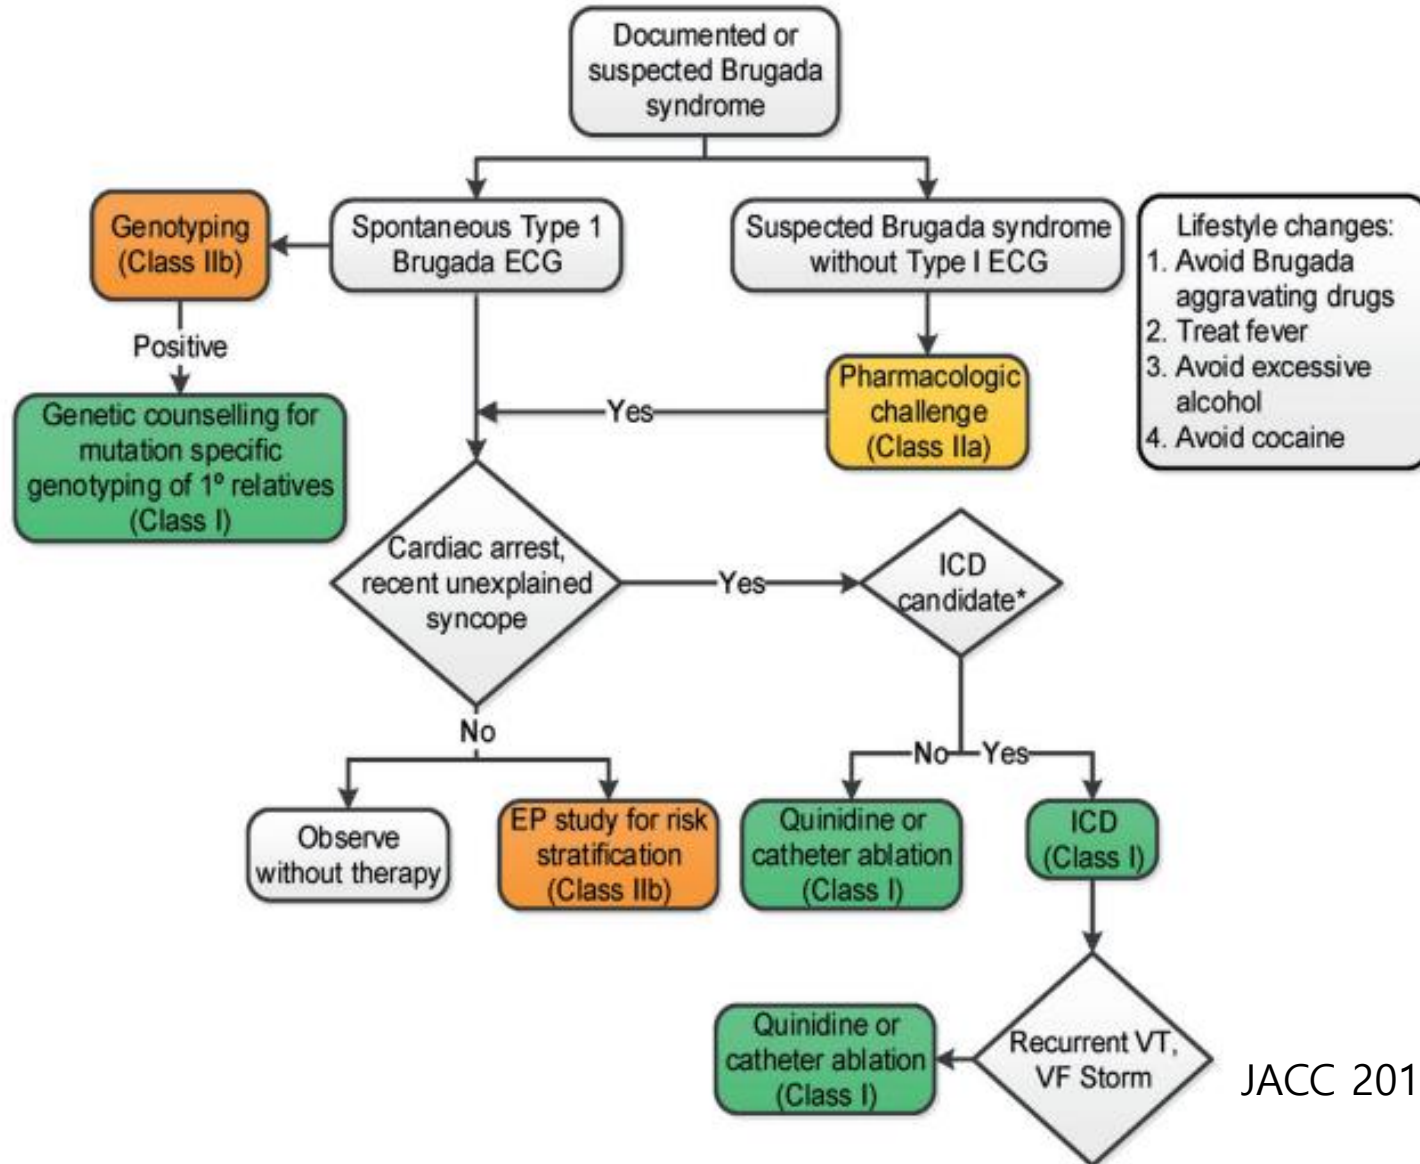 Documented or
suspected Brugada
syndrome
Genotyping
(Class IIb)
Spontaneous Type 1
Brugada ECG
Suspected Brugada syndrome
without Type I ECG
Lifestyle changes:
1. Avoid Brugada
aggravating drugs
2. Treat fever
3. Avoid excessive
alcohol
4. Avoid cocaine
Positive
Genetic counselling for
mutation specific
genotyping of 1º relatives
(Class I)
Yes
Pharmacologic
challenge
(Class IIa)
Cardiac arrest,
recent unexplained
syncope
Yes
ICD
candidate*
No
No
Yes
Observe
without therapy
EP study for risk
stratification
(Class IIb)
Quinidine or
catheter ablation
(Class I)
ICD
(Class I)
Quinidine or
catheter ablation
(Class I)
Recurrent VT,
VF Storm
JACC 201